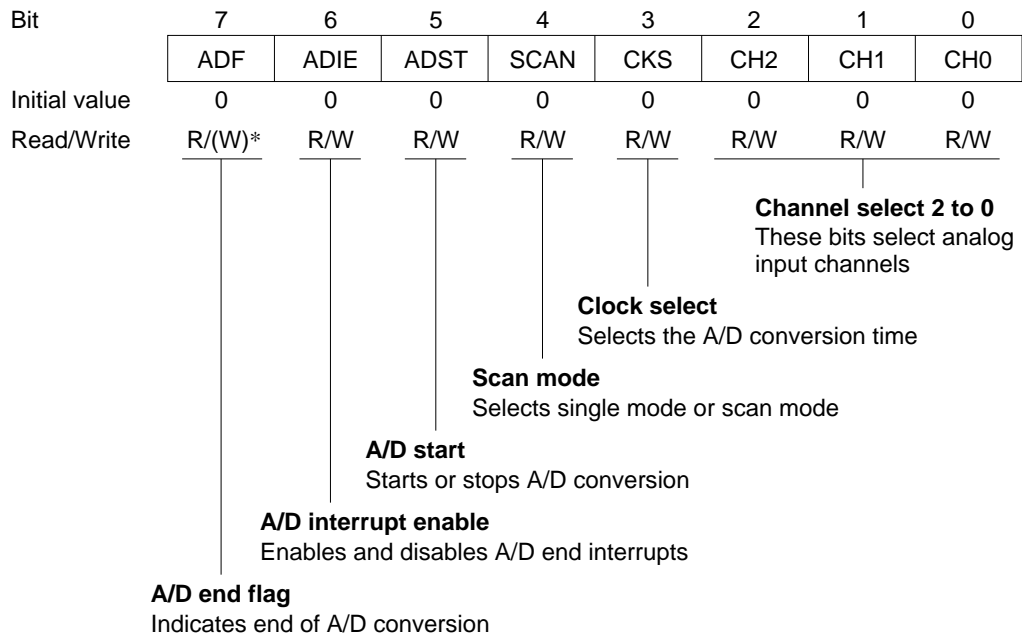 Bit 7 6 5 4 3 2 1 0
ADF ADIE ADST SCAN CKS CH2 CH1 CH0
Initial value 0 0 0 0 0 0 0 0
Read/Write R/(W)* R/W R/W R/W R/W R/W R/W R/W
Channel select 2 to 0
These bits select analog
input channels
Clock select
Selects the A/D conversion time
Scan mode
Selects single mode or scan mode
A/D start
Starts or stops A/D conversion
A/D interrupt enable
Enables and disables A/D end interrupts
A/D end flag
Indicates end of A/D conversion